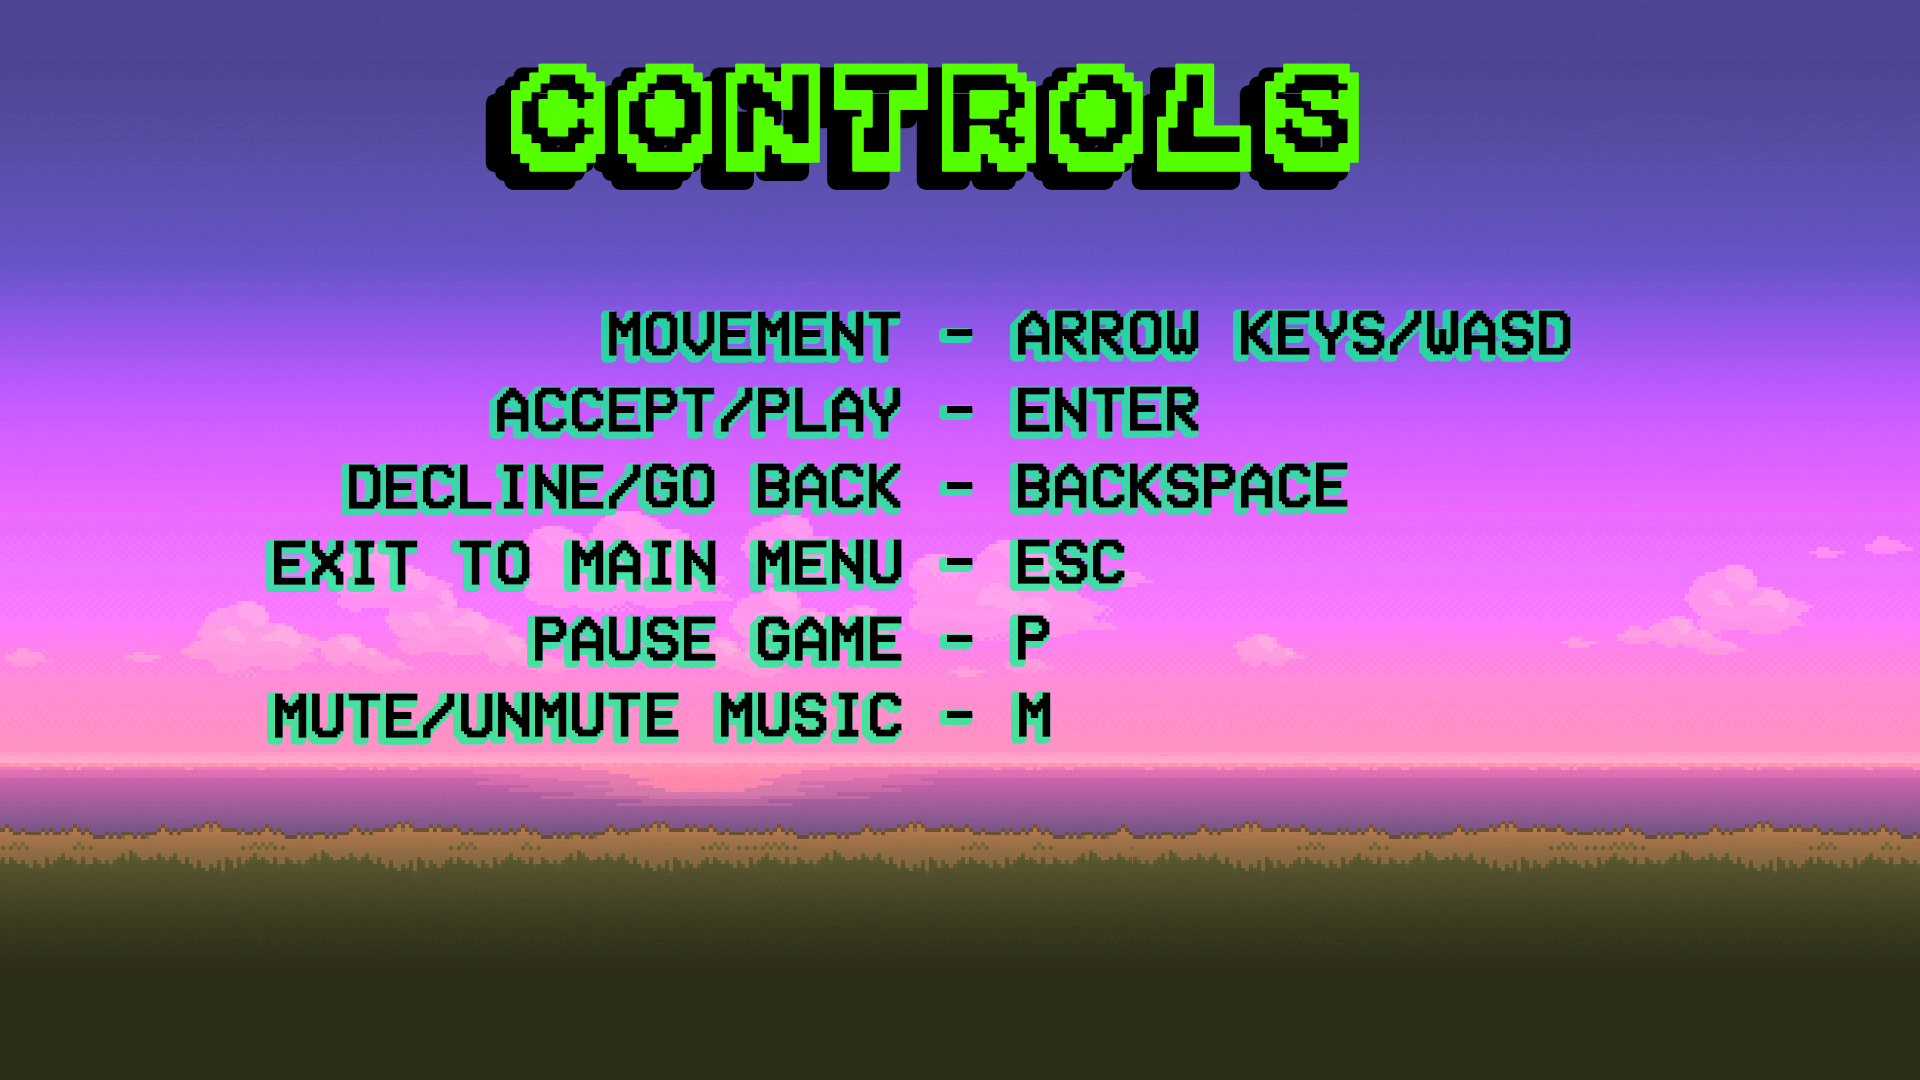 CONTROLS
MOVEMENT - ARROW KEYS/WASD
ACCEPT/PLAY - ENTER
DECLINE/GO BACK - BACKSPACE
EXIT TO MAIN MENU - ESC
PAUSE GAME - P
MUTE/UNMUTE MUSIC - M